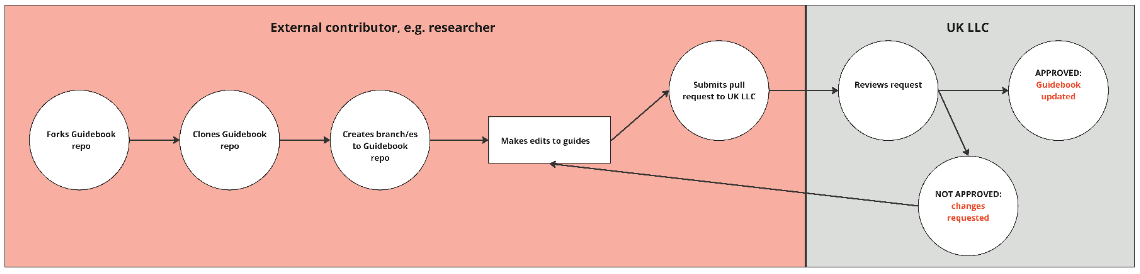 External contributor, e.g. researcher
UK LLC
Forks Guidebook
repo
Clones Guidebook
repo
Creates branch/es
to Guidebook
repo
Makes edits to guides
Submits pull
request to UK LLC
Reviews request
APPROVED:
Guidebook
updated
NOT APPROVED:
changes
requested